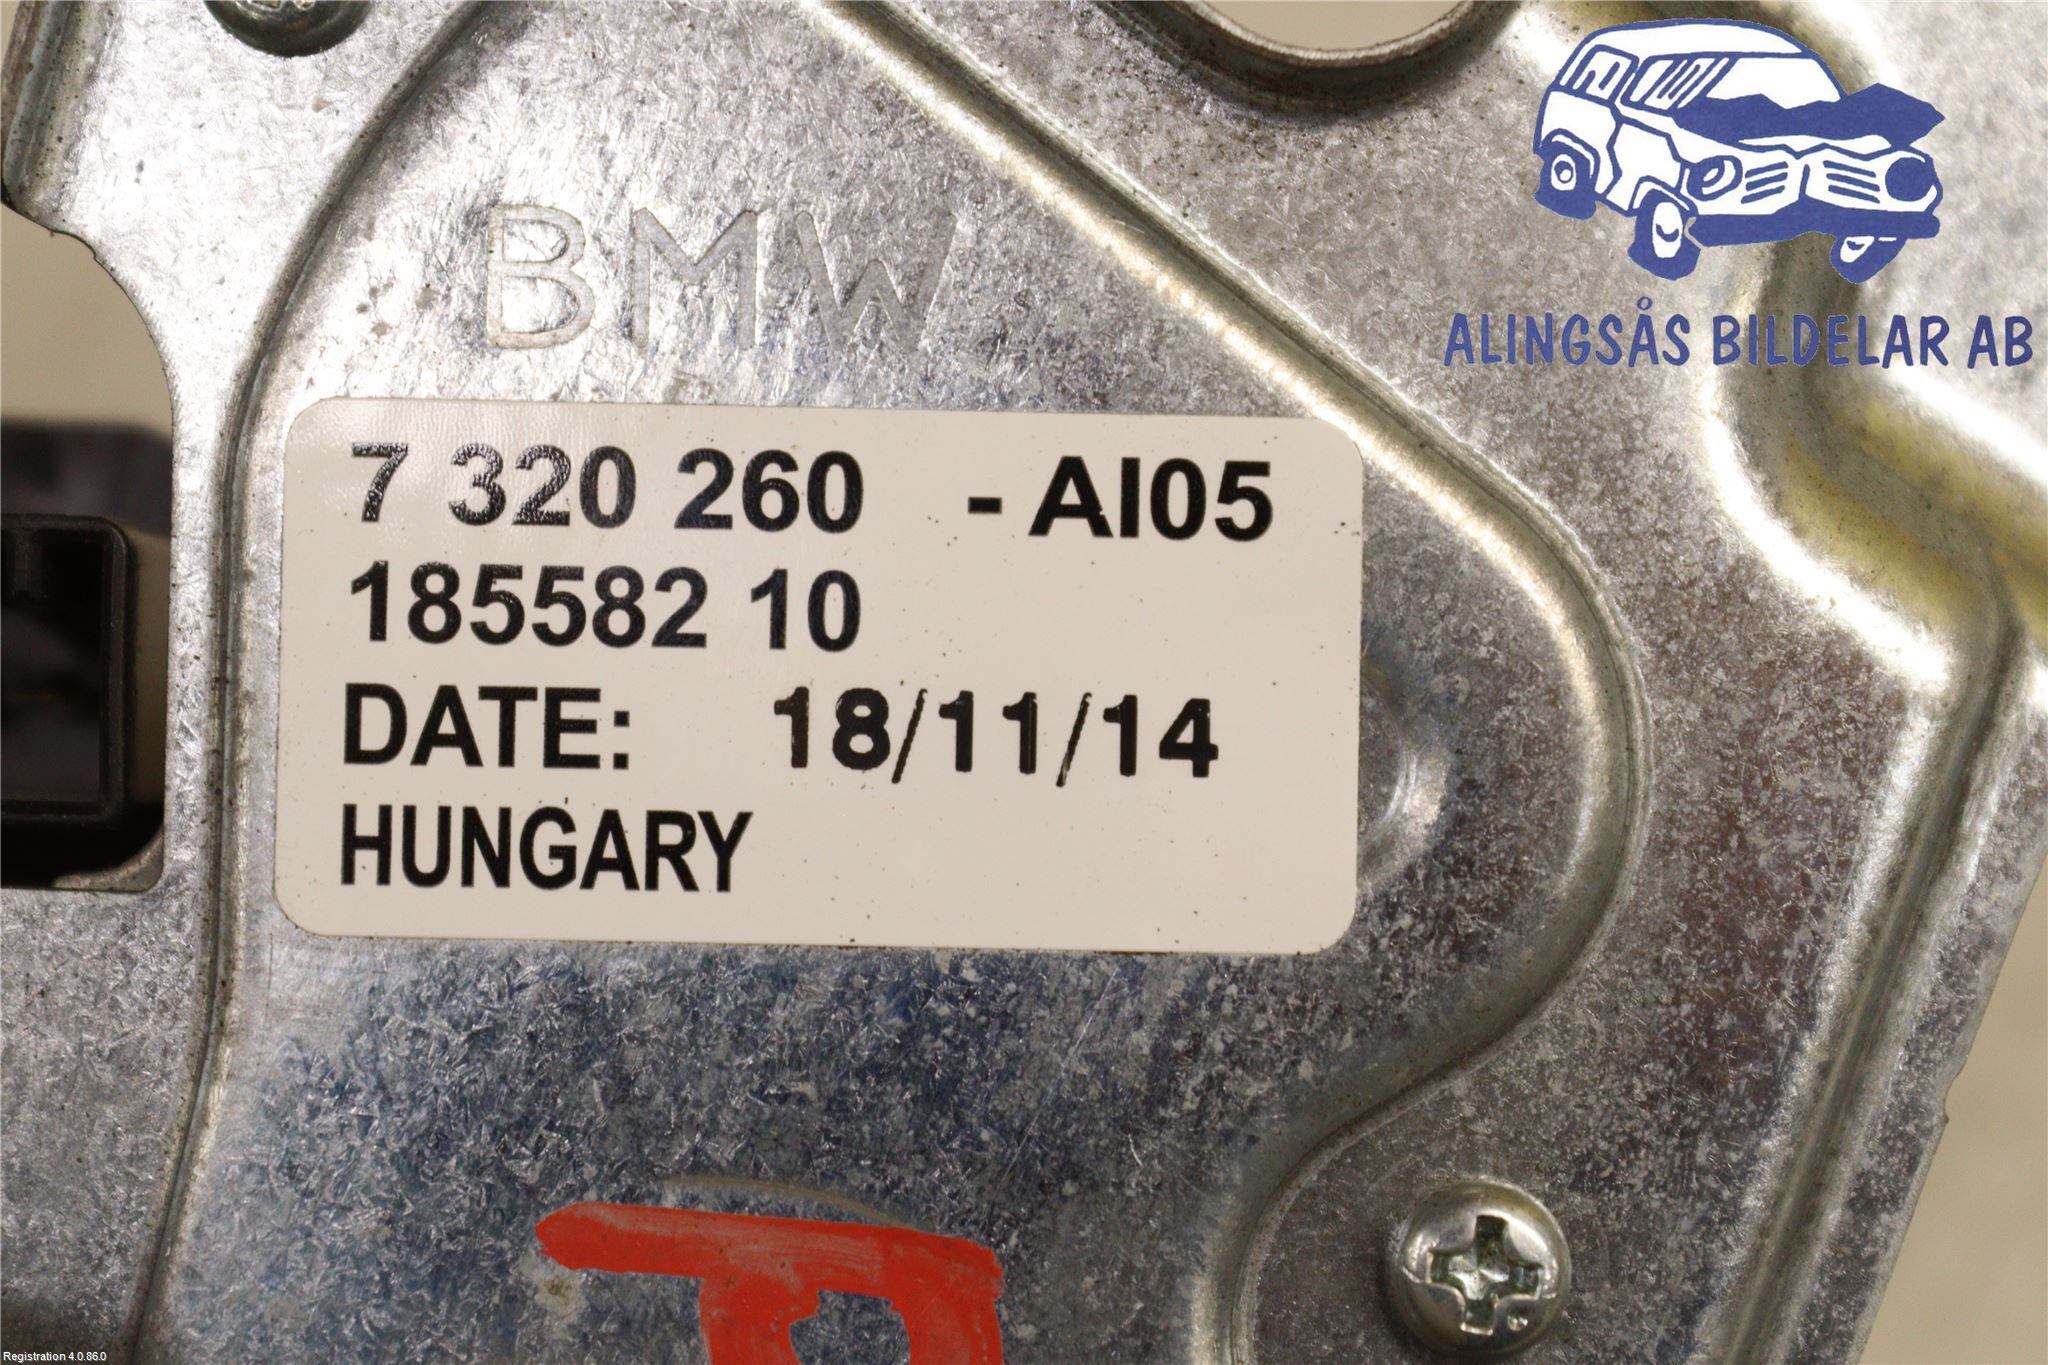 BMW
ALINGSÅS BILDELAR AB
7 320 260 - AI05
185582 10
DATE: 18/11/14
HUNGARY
Registration 4.0.86.0